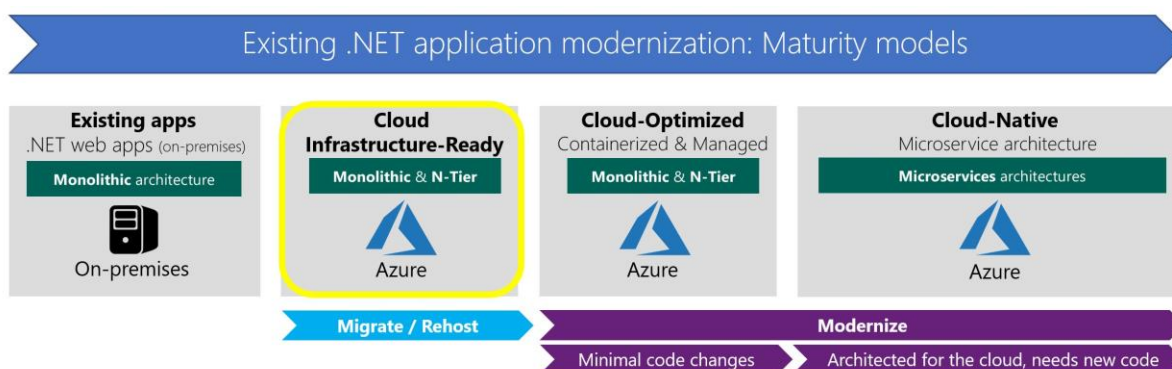 Existing .NET application modernization: Maturity models
Existing apps
.NET web apps (on-premises)
Monolithic architecture
On-premises
Cloud
Infrastructure-Ready
Monolithic & N-Tier
Azure
Cloud-Optimized
Containerized & Managed
Monolithic & N-Tier
Azure
Cloud-Native
Microservice architecture
Microservices architectures
Azure
Migrate / Rehost
Modernize
Minimal code changes
Architected for the cloud, needs new code